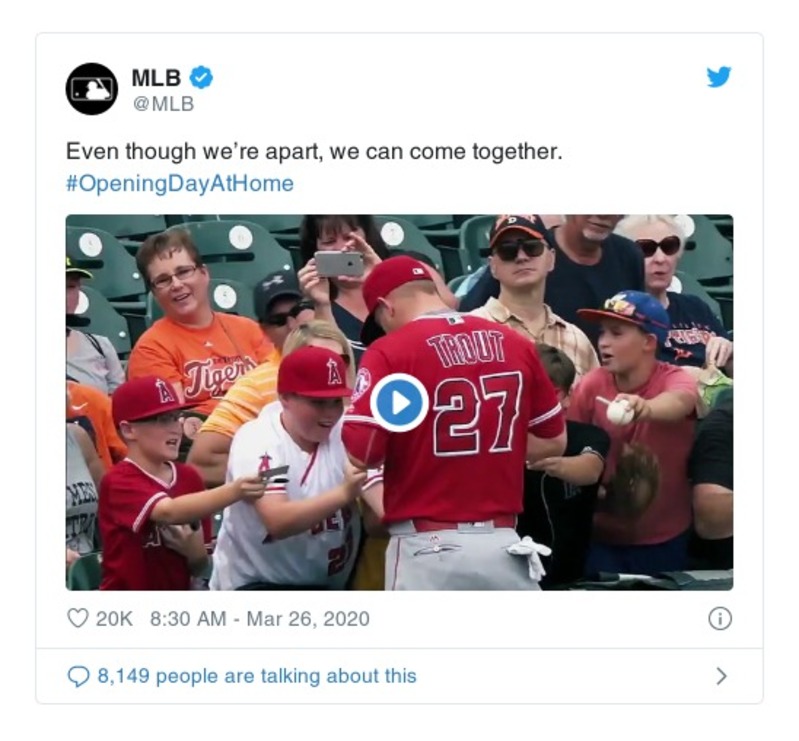 MLB
@MLB
Even though we’re apart, we can come together.
#OpeningDayAtHome
Tigers
TROUT
27
A
A
20K 8:30 AM - Mar 26, 2020
8,149 people are talking about this